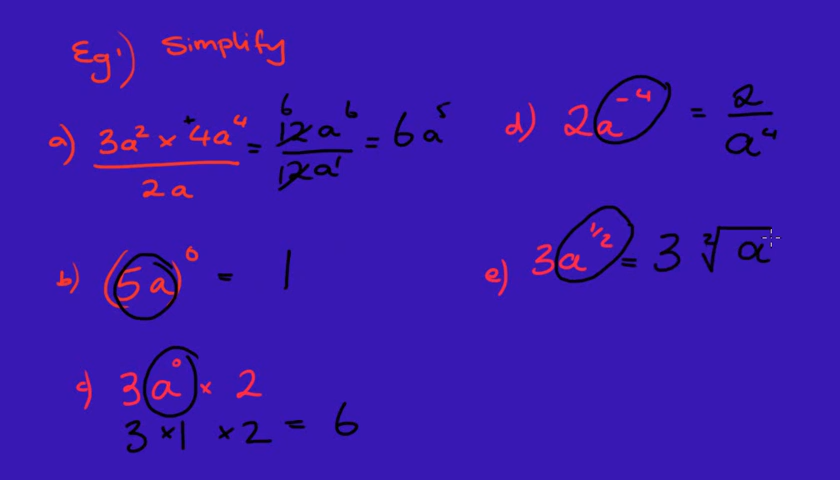 Eg') Simplify
a) 3a² × 4a⁴ / 2a = 12a⁶ / 12a¹ = 6a⁵
b) (5a)⁰ = 1
c) 3a⁰ × 2
3 × 1 × 2 = 6
d) 2a⁻⁴ = 2 / a⁴
e) 3a^1/2 = 3 ²√a